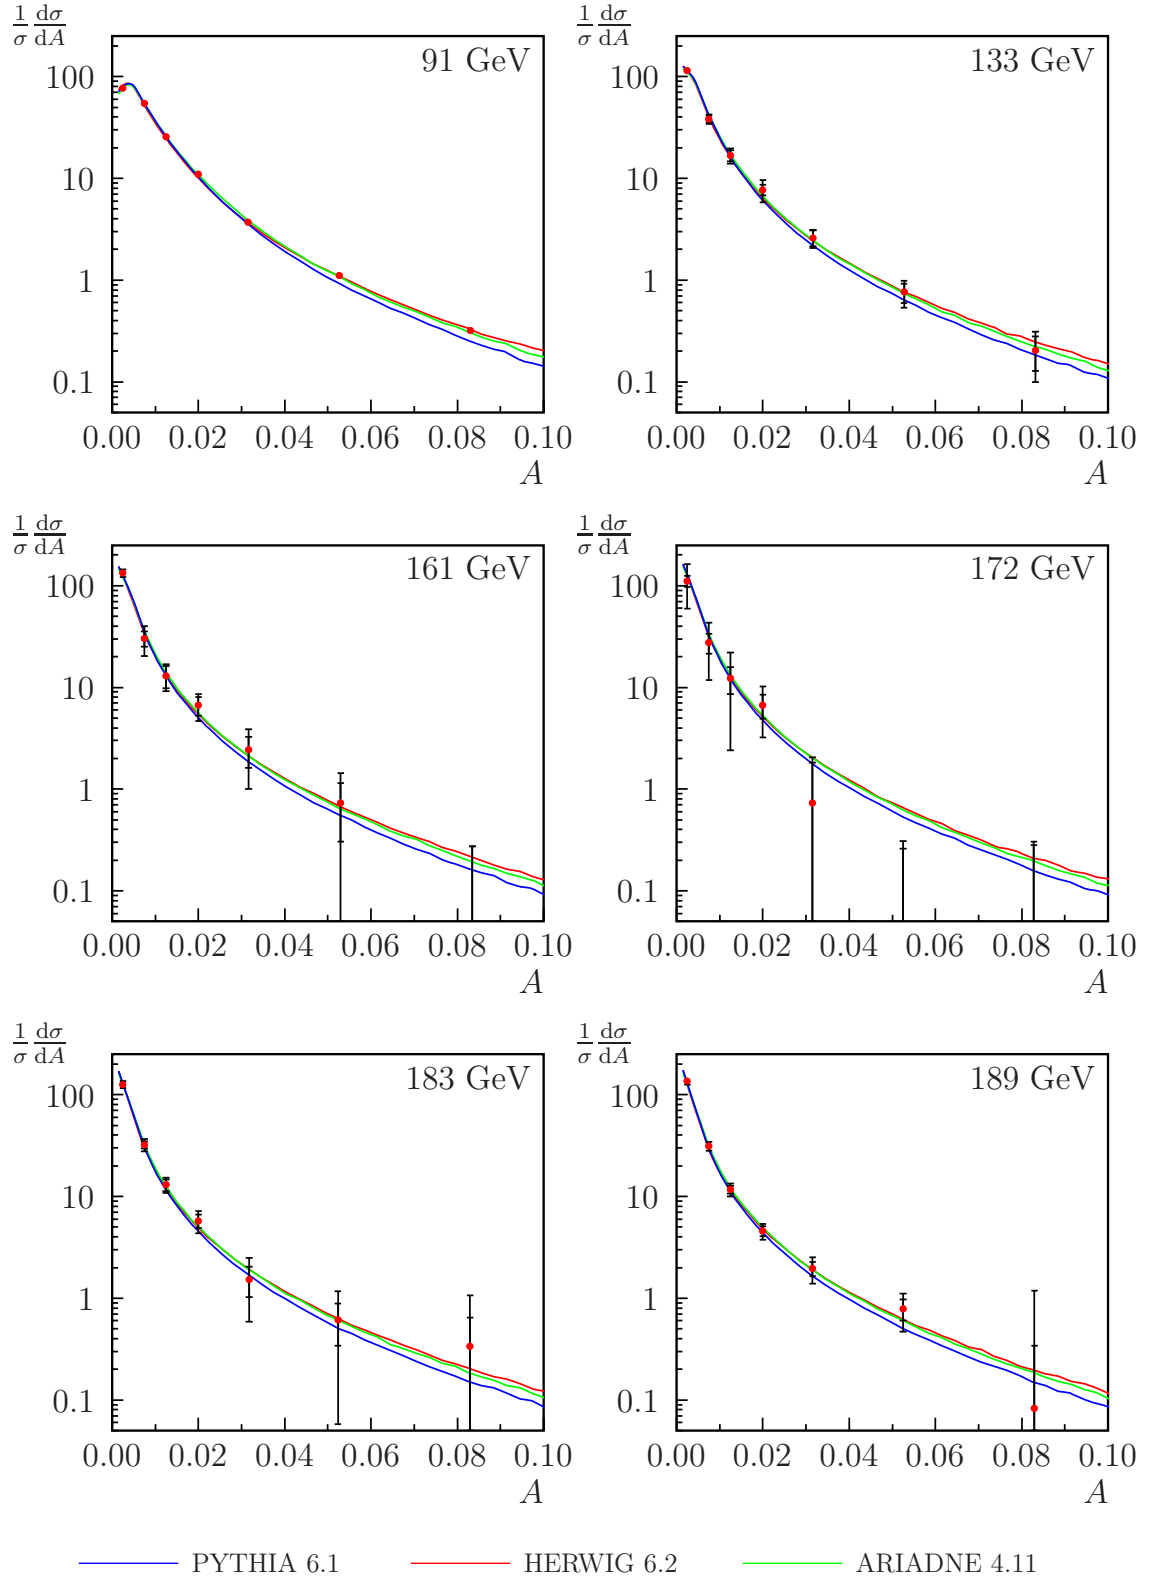 1/σ dσ/dA 91 GeV
100
10
1
0.1
0.00 0.02 0.04 0.06 0.08 0.10
A
1/σ dσ/dA 133 GeV
100
10
1
0.1
0.00 0.02 0.04 0.06 0.08 0.10
A
1/σ dσ/dA 161 GeV
100
10
1
0.1
0.00 0.02 0.04 0.06 0.08 0.10
A
1/σ dσ/dA 172 GeV
100
10
1
0.1
0.00 0.02 0.04 0.06 0.08 0.10
A
1/σ dσ/dA 183 GeV
100
10
1
0.1
0.00 0.02 0.04 0.06 0.08 0.10
A
1/σ dσ/dA 189 GeV
100
10
1
0.1
0.00 0.02 0.04 0.06 0.08 0.10
A
PYTHIA 6.1 HERWIG 6.2 ARIADNE 4.11